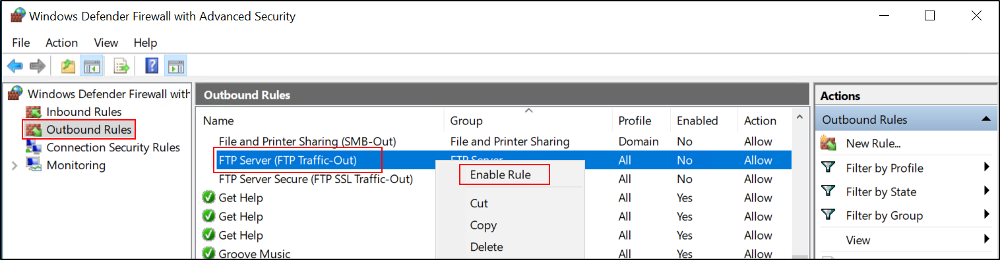 Windows Defender Firewall with Advanced Security
File Action View Help
Windows Defender Firewall with
Inbound Rules
Outbound Rules
Connection Security Rules
Monitoring
Outbound Rules
Name Group Profile Enabled Action
File and Printer Sharing (SMB-Out) File and Printer Sharing Domain No Allow
FTP Server (FTP Traffic-Out) FTP Server All No Allow
FTP Server Secure (FTP SSL Traffic-Out) All No Allow
Get Help All Yes Allow
Get Help All Yes Allow
Get Help All Yes Allow
Groove Music All Yes Allow
Enable Rule
Cut
Copy
Delete
Actions
Outbound Rules
New Rule...
Filter by Profile
Filter by State
Filter by Group
View